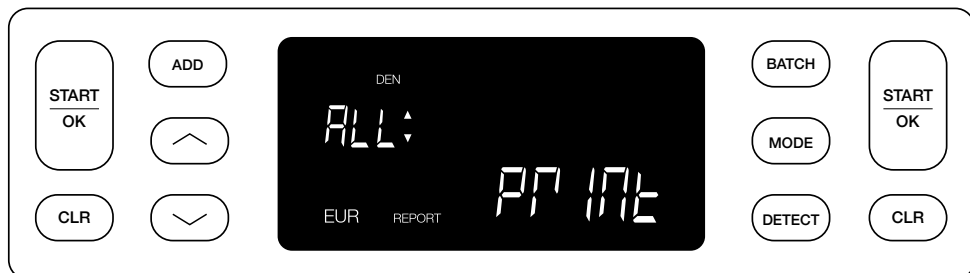 START
OK
CLR
ADD
DEN
ALL:
EUR
REPORT
PrINt
BATCH
MODE
DETECT
START
OK
CLR